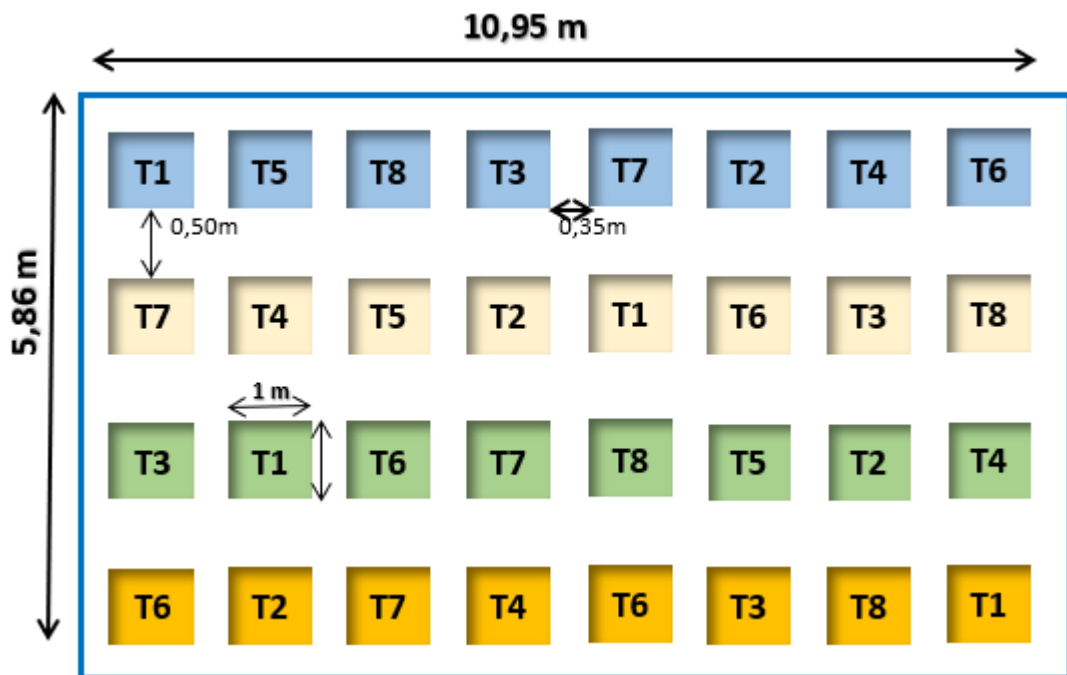 10,95 m
5,86 m
T1 T5 T8 T3 T7 T2 T4 T6
0,50m 0,35m
T7 T4 T5 T2 T1 T6 T3 T8
1 m
T3 T1 T6 T7 T8 T5 T2 T4
T6 T2 T7 T4 T6 T3 T8 T1